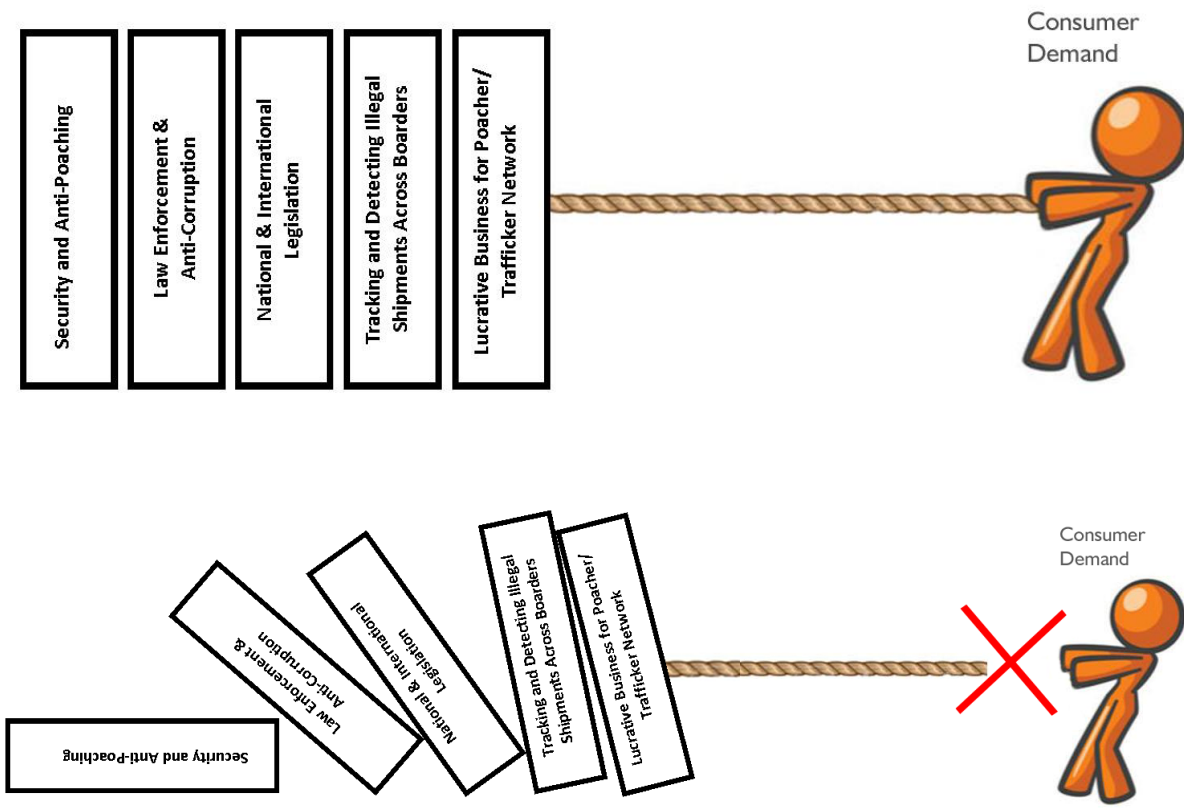 Consumer
Demand
Security and Anti-Poaching
Law Enforcement &
Anti-Corruption
National & International
Legislation
Tracking and Detecting Illegal
Shipments Across Boarders
Lucrative Business for Poacher/
Trafficker Network
Consumer
Demand
Security and Anti-Poaching
Law Enforcement &
Anti-Corruption
National & International
Legislation
Tracking and Detecting Illegal
Shipments Across Boarders
Lucrative Business for Poacher/
Trafficker Network